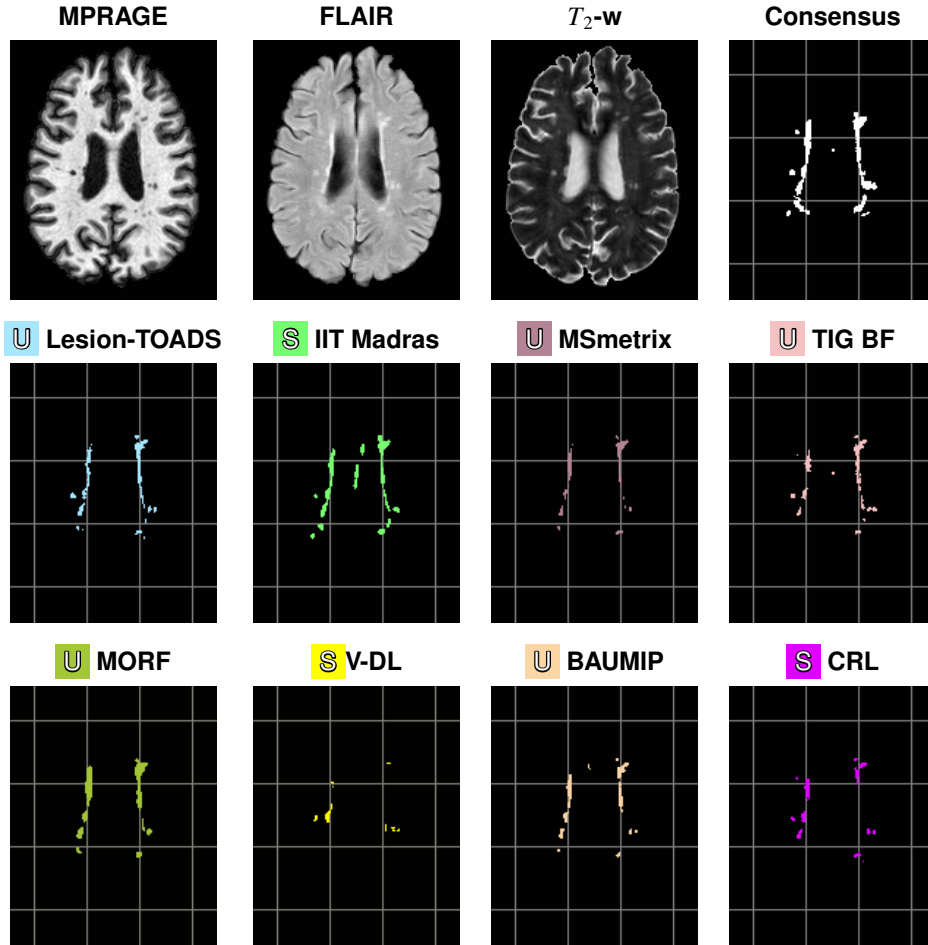 MPRAGE FLAIR T₂-w Consensus
U Lesion-TOADS S IIT Madras U MSmetrix U TIG BF
U MORF S V-DL U BAUMIP S CRL